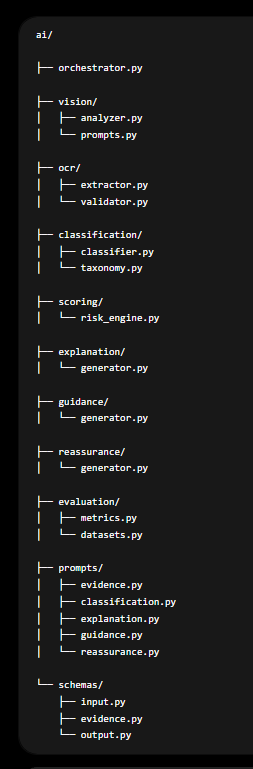 ai/
├── orchestrator.py
├── vision/
│   ├── analyzer.py
│   └── prompts.py
├── ocr/
│   ├── extractor.py
│   └── validator.py
├── classification/
│   ├── classifier.py
│   └── taxonomy.py
├── scoring/
│   └── risk_engine.py
├── explanation/
│   └── generator.py
├── guidance/
│   └── generator.py
├── reassurance/
│   └── generator.py
├── evaluation/
│   ├── metrics.py
│   └── datasets.py
├── prompts/
│   ├── evidence.py
│   ├── classification.py
│   ├── explanation.py
│   ├── guidance.py
│   └── reassurance.py
└── schemas/
    ├── input.py
    ├── evidence.py
    └── output.py